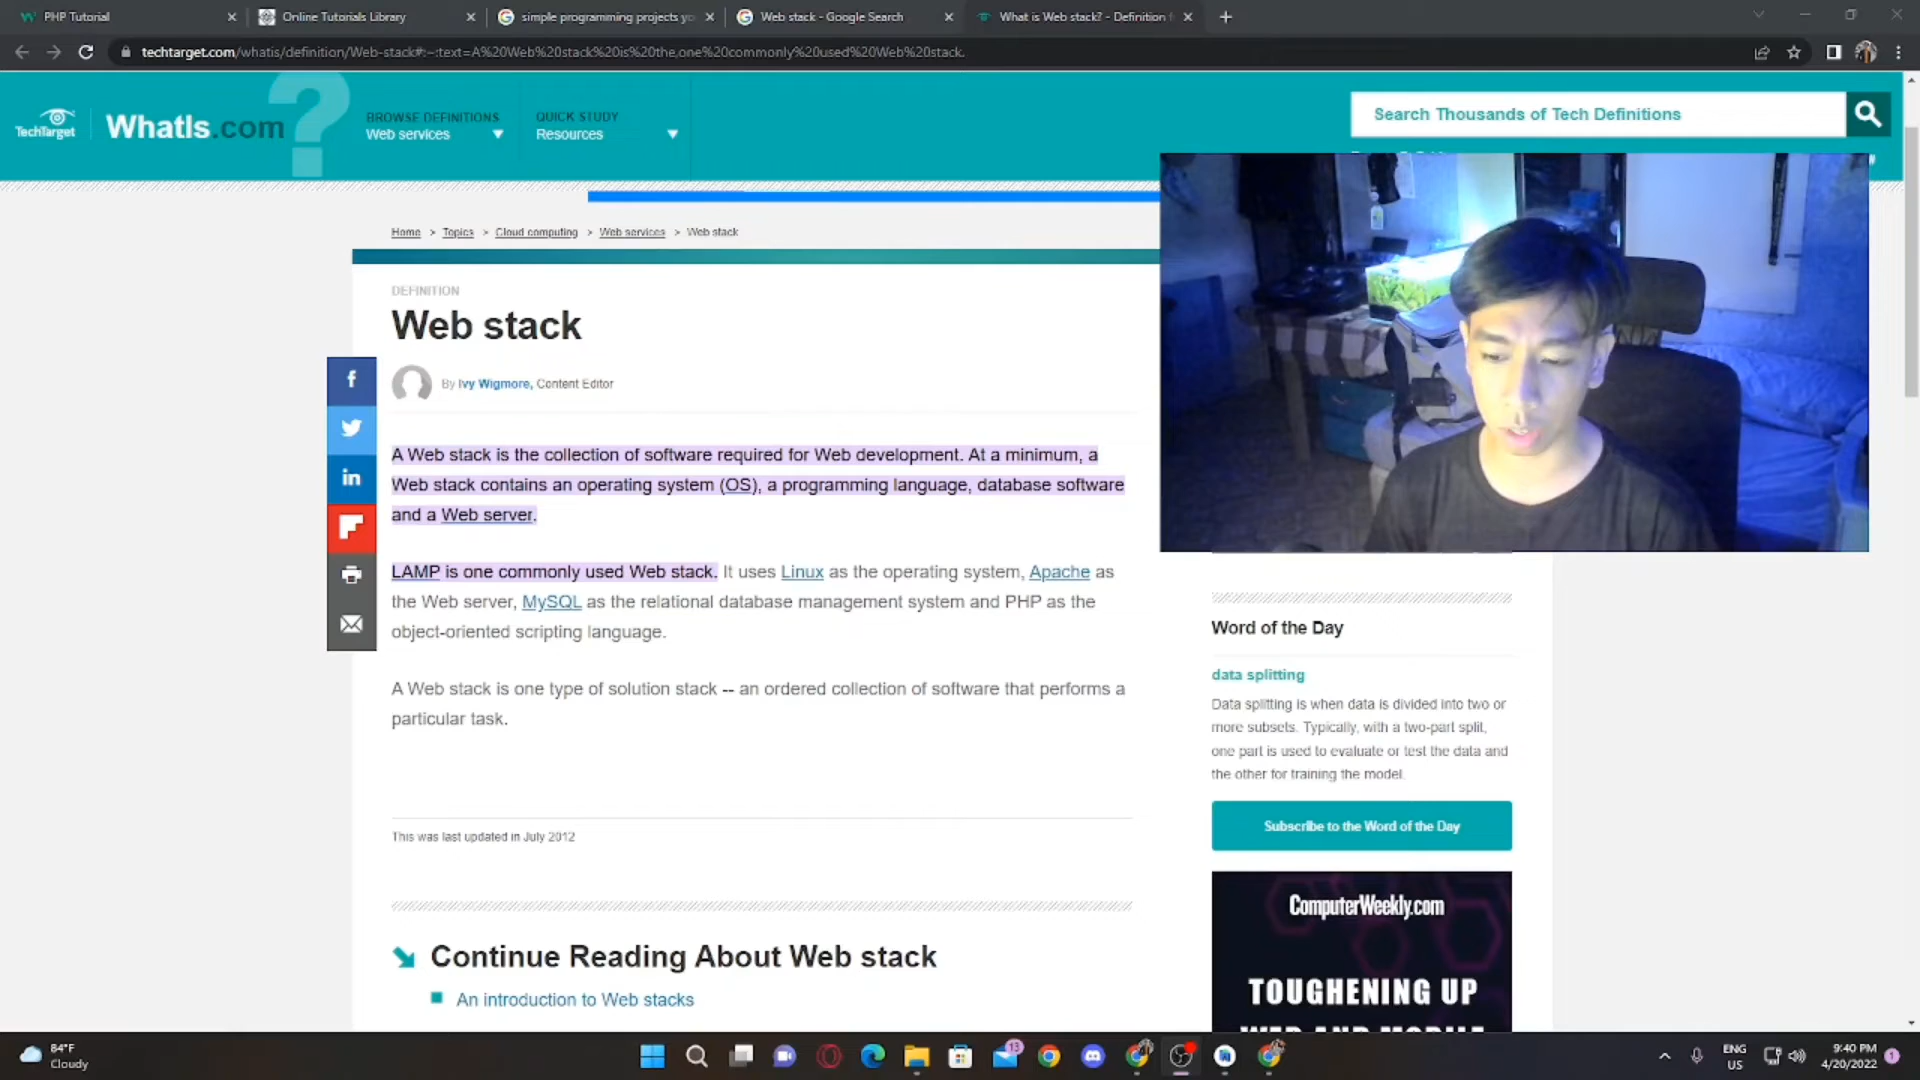 PHP Tutorial
Online Tutorials Library
simple programming projects yo
Web stack - Google Search
What is Web stack? - Definition f
techtarget.com/whatis/definition/Web-stack#:~:text=A%20Web%20stack%20is%20the,one%20commonly%20used%20Web%20stack.
TechTarget
WhatIs.com
?
BROWSE DEFINITIONS
Web services
QUICK STUDY
Resources
Search Thousands of Tech Definitions
Home > Topics > Cloud computing > Web services > Web stack
DEFINITION
Web stack
By Ivy Wigmore, Content Editor
A Web stack is the collection of software required for Web development. At a minimum, a
Web stack contains an operating system (OS), a programming language, database software
and a Web server.
LAMP is one commonly used Web stack. It uses Linux as the operating system, Apache as
the Web server, MySQL as the relational database management system and PHP as the
object-oriented scripting language.
A Web stack is one type of solution stack -- an ordered collection of software that performs a
particular task.
This was last updated in July 2012
Continue Reading About Web stack
An introduction to Web stacks
Word of the Day
data splitting
Data splitting is when data is divided into two or
more subsets. Typically, with a two-part split,
one part is used to evaluate or test the data and
the other for training the model.
Subscribe to the Word of the Day
ComputerWeekly.com
TOUGHENING UP
WEB AND MOBILE
84°F
Cloudy
13
ENG
US
9:40 PM
4/20/2022
1